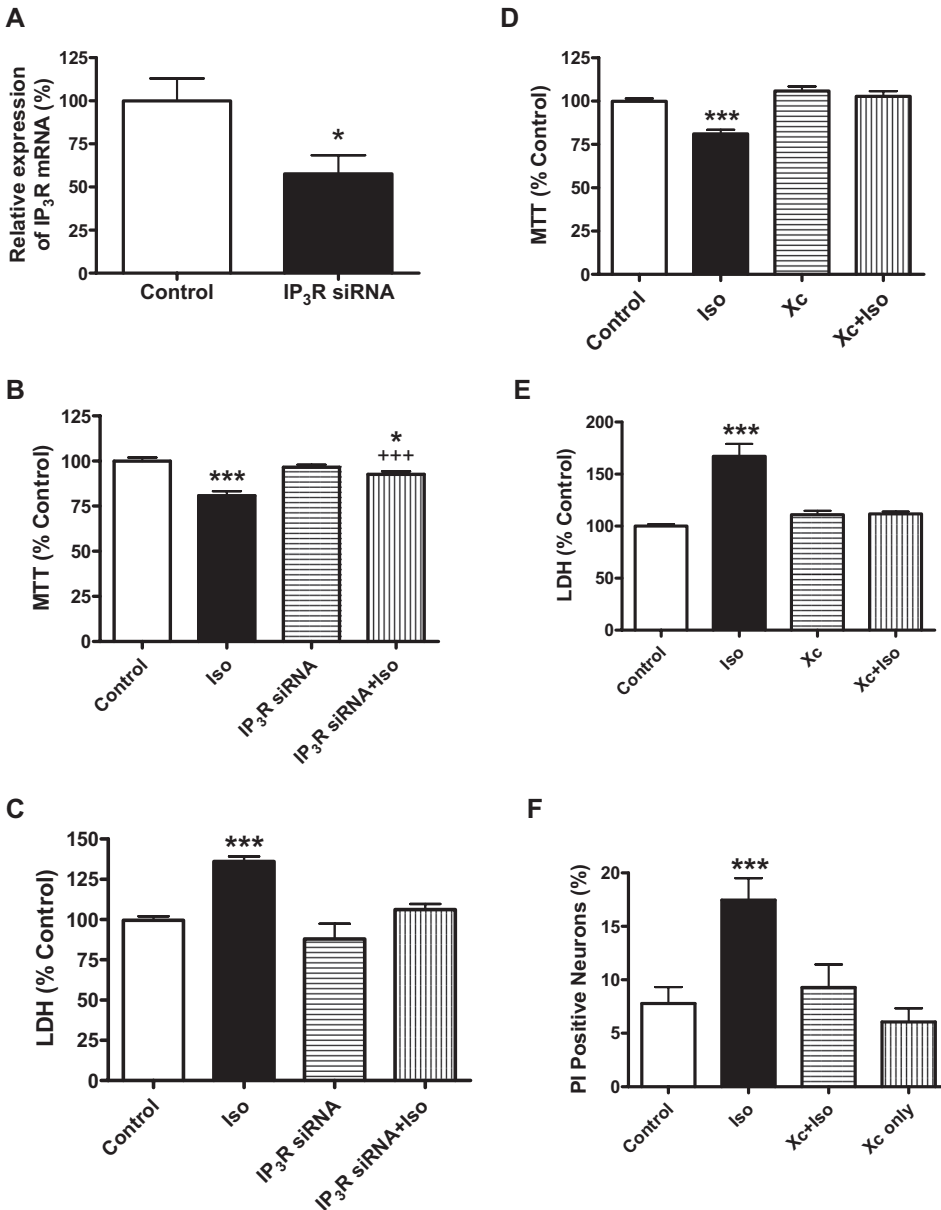 A
Relative expression
of IP₃R mRNA (%)
125
100
75
50
25
0
*
Control
IP₃R siRNA
B
MTT (% Control)
125
100
75
50
25
0
***
*
+++
Control
Iso
IP₃R siRNA
IP₃R siRNA+Iso
C
LDH (% Control)
150
125
100
75
50
25
0
***
Control
Iso
IP₃R siRNA
IP₃R siRNA+Iso
D
MTT (% Control)
125
100
75
50
25
0
***
Control
Iso
Xc
Xc+Iso
E
LDH (% Control)
200
150
100
50
0
***
Control
Iso
Xc
Xc+Iso
F
PI Positive Neurons (%)
20
15
10
5
0
***
Control
Iso
Xc+Iso
Xc only